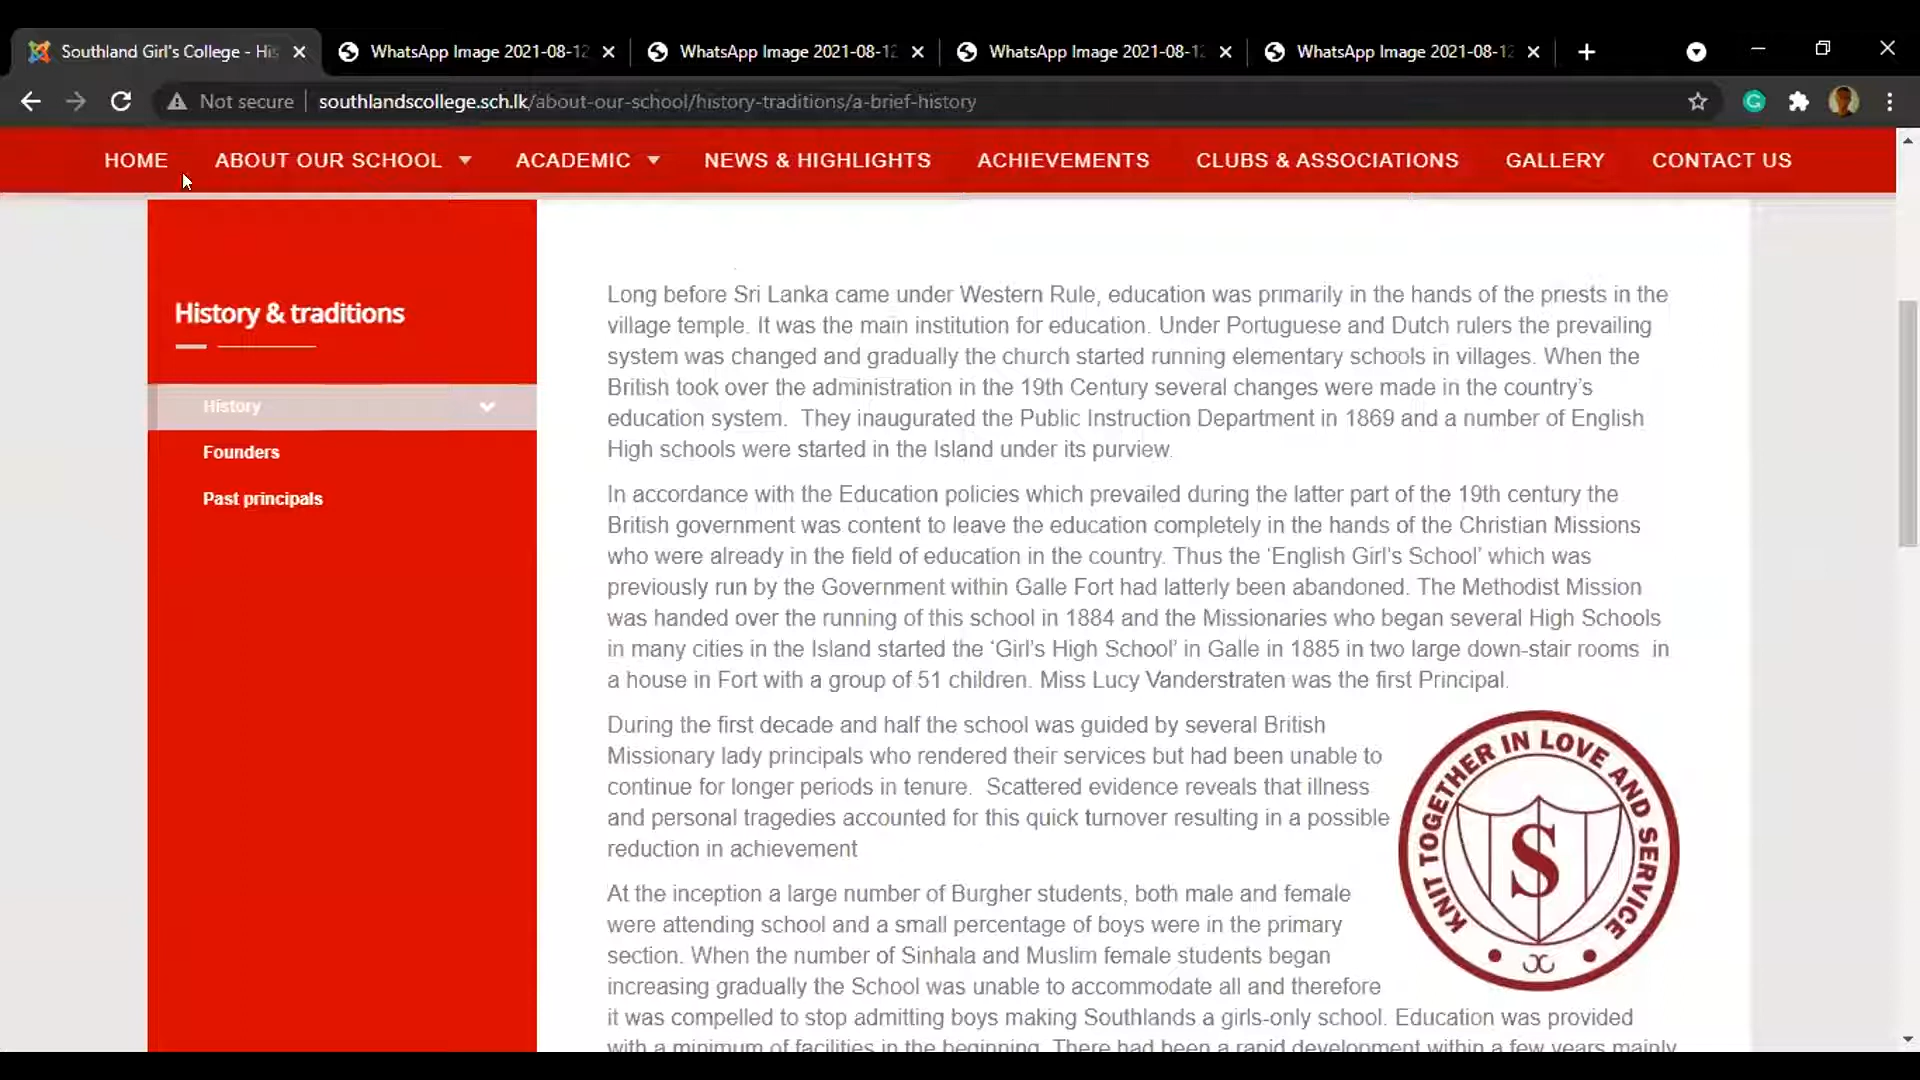 Southland Girl's College - His
WhatsApp Image 2021-08-12
WhatsApp Image 2021-08-12
WhatsApp Image 2021-08-12
WhatsApp Image 2021-08-12
Not secure southlandscollege.sch.lk/about-our-school/history-traditions/a-brief-history
HOME ABOUT OUR SCHOOL ACADEMIC NEWS & HIGHLIGHTS ACHIEVEMENTS CLUBS & ASSOCIATIONS GALLERY CONTACT US
History & traditions
History
Founders
Past principals
Long before Sri Lanka came under Western Rule, education was primarily in the hands of the priests in the
village temple. It was the main institution for education. Under Portuguese and Dutch rulers the prevailing
system was changed and gradually the church started running elementary schools in villages. When the
British took over the administration in the 19th Century several changes were made in the country’s
education system. They inaugurated the Public Instruction Department in 1869 and a number of English
High schools were started in the Island under its purview.
In accordance with the Education policies which prevailed during the latter part of the 19th century the
British government was content to leave the education completely in the hands of the Christian Missions
who were already in the field of education in the country. Thus the ‘English Girl’s School’ which was
previously run by the Government within Galle Fort had latterly been abandoned. The Methodist Mission
was handed over the running of this school in 1884 and the Missionaries who began several High Schools
in many cities in the Island started the ‘Girl’s High School’ in Galle in 1885 in two large down-stair rooms in
a house in Fort with a group of 51 children. Miss Lucy Vanderstraten was the first Principal.
During the first decade and half the school was guided by several British
Missionary lady principals who rendered their services but had been unable to
continue for longer periods in tenure. Scattered evidence reveals that illness
and personal tragedies accounted for this quick turnover resulting in a possible
reduction in achievement
KNIT TOGETHER IN LOVE AND SERVICE
S
At the inception a large number of Burgher students, both male and female
were attending school and a small percentage of boys were in the primary
section. When the number of Sinhala and Muslim female students began
increasing gradually the School was unable to accommodate all and therefore
it was compelled to stop admitting boys making Southlands a girls-only school. Education was provided
with a minimum of facilities in the beginning. There had been a rapid development within a few years mainly